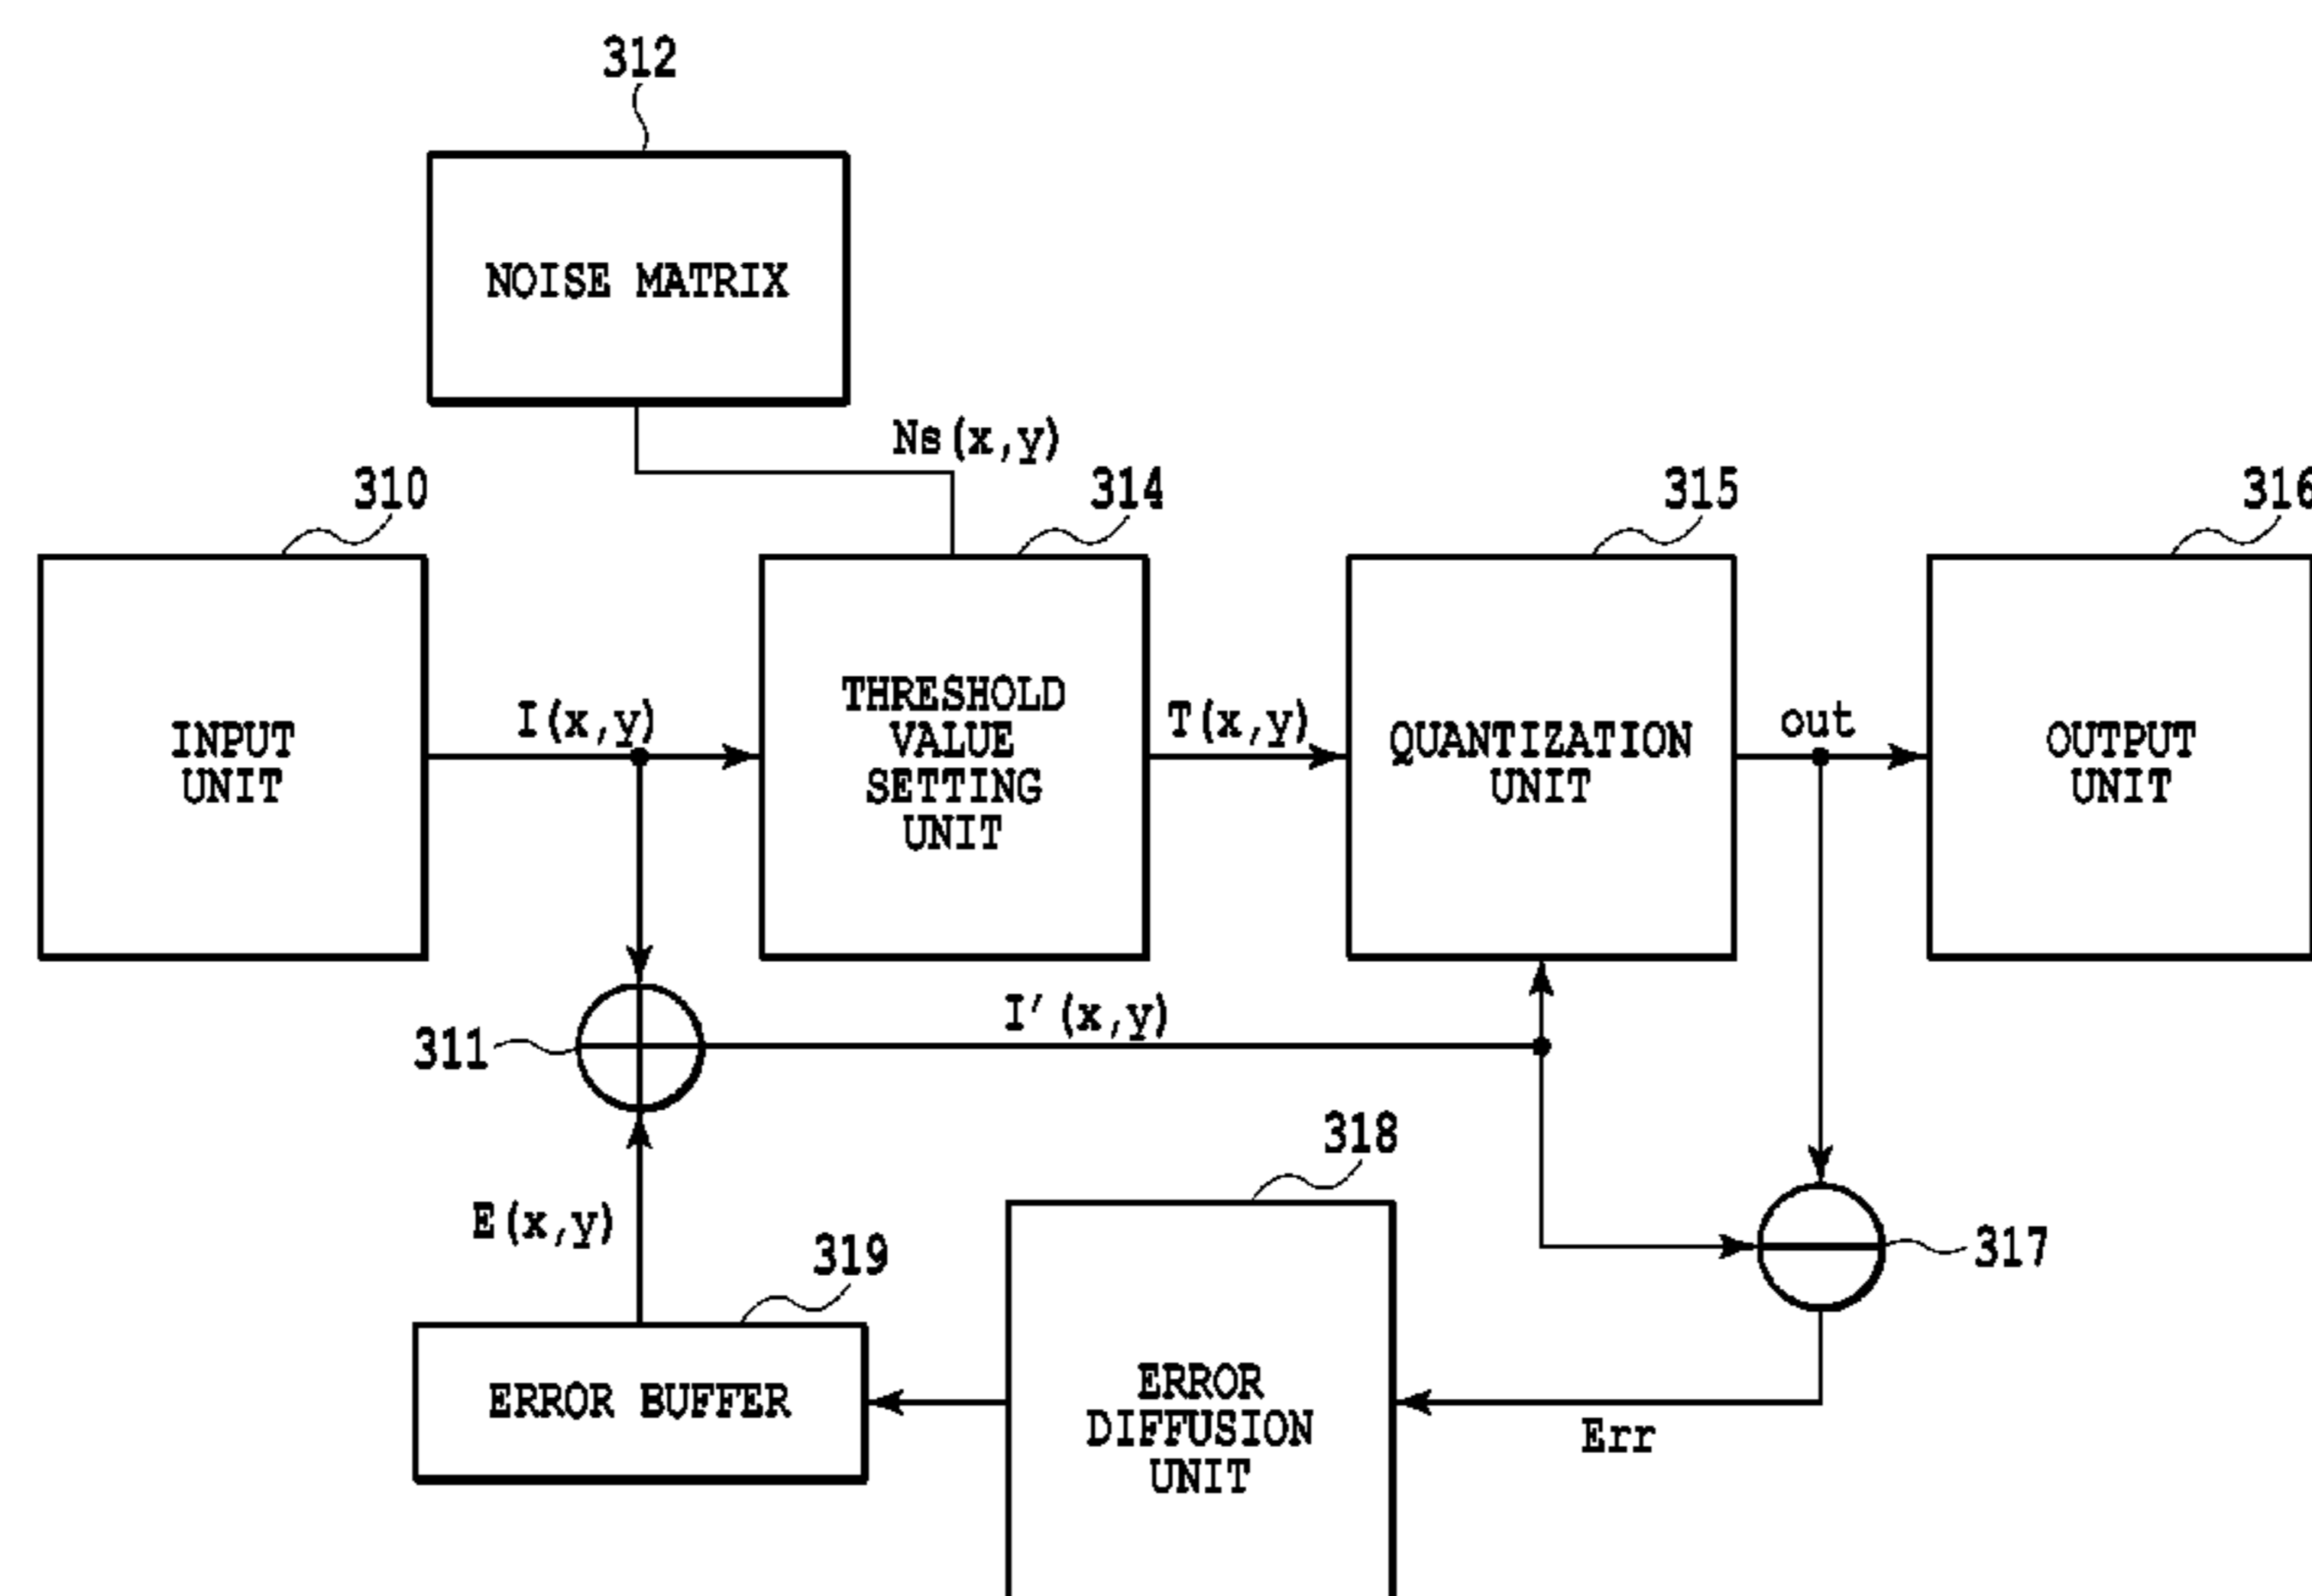 312
NOISE MATRIX
Ns(x,y)
310
314
315
316
INPUT
UNIT
I(x,y)
THRESHOLD
VALUE
SETTING
UNIT
T(x,y)
QUANTIZATION
UNIT
out
OUTPUT
UNIT
311
I'(x,y)
318
E(x,y)
319
317
ERROR BUFFER
ERROR
DIFFUSION
UNIT
Err